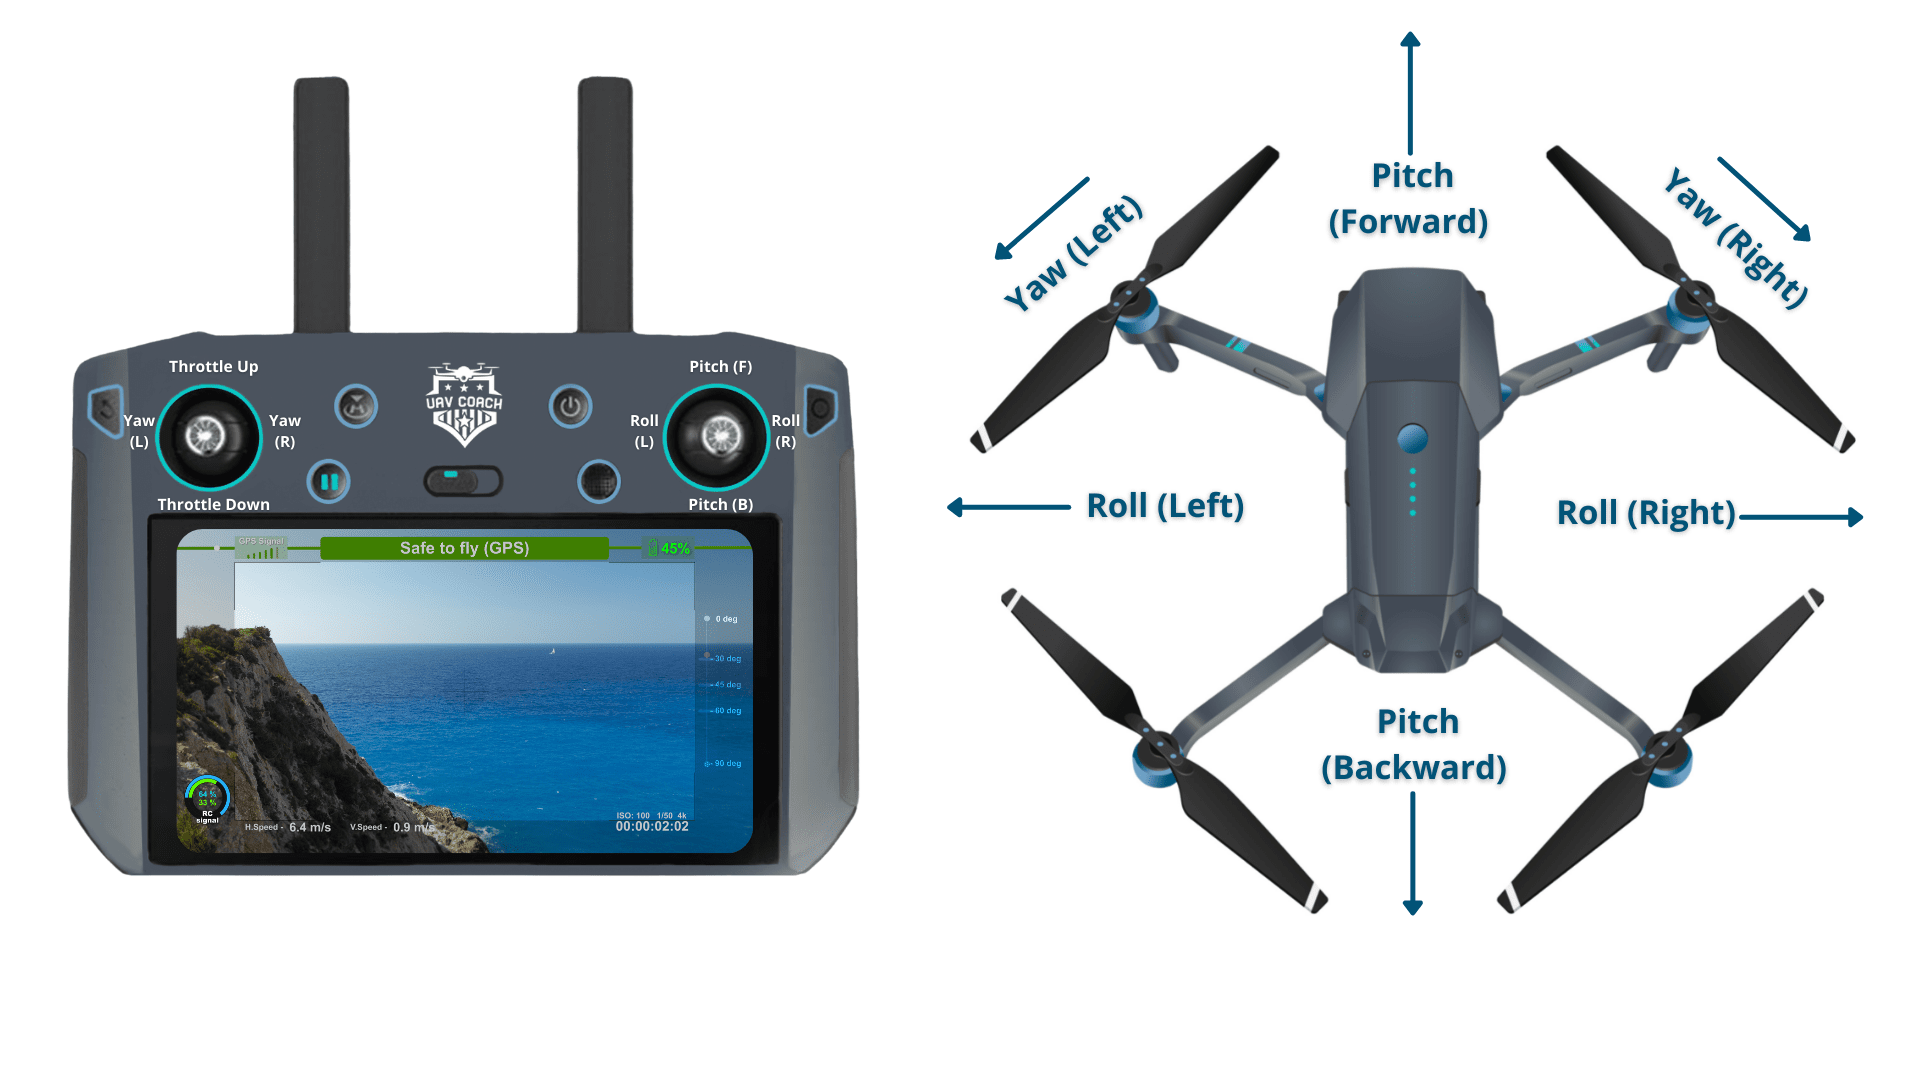 Throttle Up
Yaw
(L)
Yaw
(R)
Throttle Down
UAV COACH
Pitch (F)
Roll
(L)
Roll
(R)
Pitch (B)
GPS Signal
Safe to fly (GPS)
45%
0 deg
-30 deg
-45 deg
-60 deg
-90 deg
64 %
33 %
RC
signal
H.Speed - 6.4 m/s
V.Speed - 0.9 m/s
ISO: 100 1/50 4k
00:00:02:02
Pitch
(Forward)
Yaw (Left)
Yaw (Right)
Roll (Left)
Roll (Right)
Pitch
(Backward)